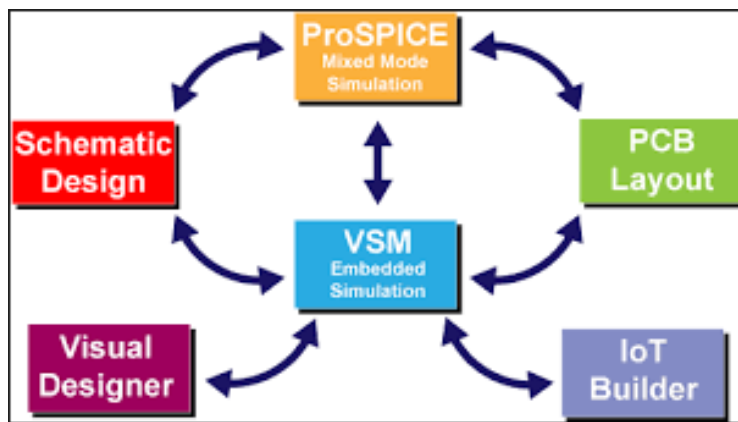 ProSPICE
Mixed Mode
Simulation
Schematic
Design
PCB
Layout
VSM
Embedded
Simulation
Visual
Designer
IoT
Builder